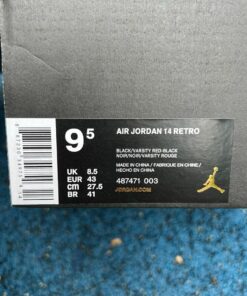 9 5
UK 8.5
EUR 43
cm 27.5
BR 41
AIR JORDAN 14 RETRO
BLACK/VARSITY RED-BLACK
NOIR/NOIR/VARSITY ROUGE
MADE IN CHINA / FABRIQUE EN CHINE /
HECHO EN CHINA
487471 003
JORDAN.COM